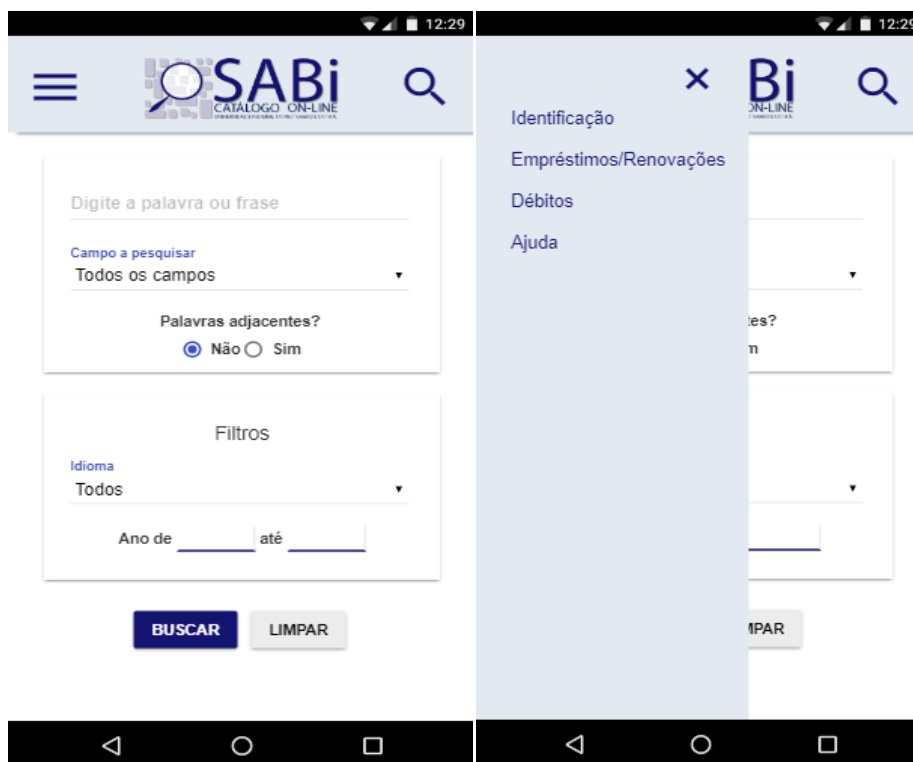 12:29
SABi
CATÁLOGO ON-LINE
Digite a palavra ou frase
Campo a pesquisar
Todos os campos
Palavras adjacentes?
Não Sim
Filtros
Idioma
Todos
Ano de até
BUSCAR LIMPAR
12:29
Bi
ON-LINE
Identificação
Empréstimos/Renovações
Débitos
Ajuda
tes?
m
MPAR